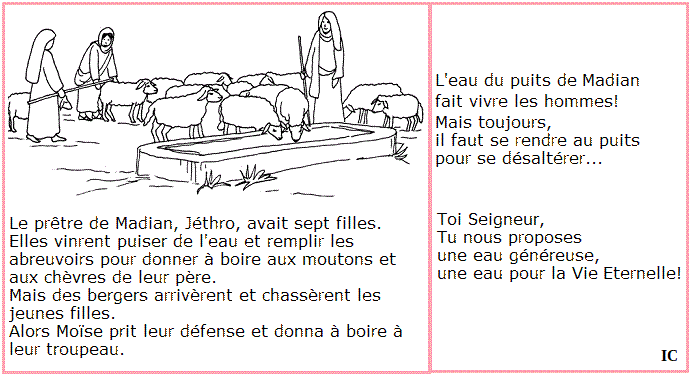 Le prêtre de Madian, Jéthro, avait sept filles.
Elles vinrent puiser de l'eau et remplir les
abreuvoirs pour donner à boire aux moutons et
aux chèvres de leur père.
Mais des bergers arrivèrent et chassèrent les
jeunes filles.
Alors Moïse prit leur défense et donna à boire à
leur troupeau.
L'eau du puits de Madian
fait vivre les hommes!
Mais toujours,
il faut se rendre au puits
pour se désaltérer...
Toi Seigneur,
Tu nous proposes
une eau généreuse,
une eau pour la Vie Eternelle!
IC